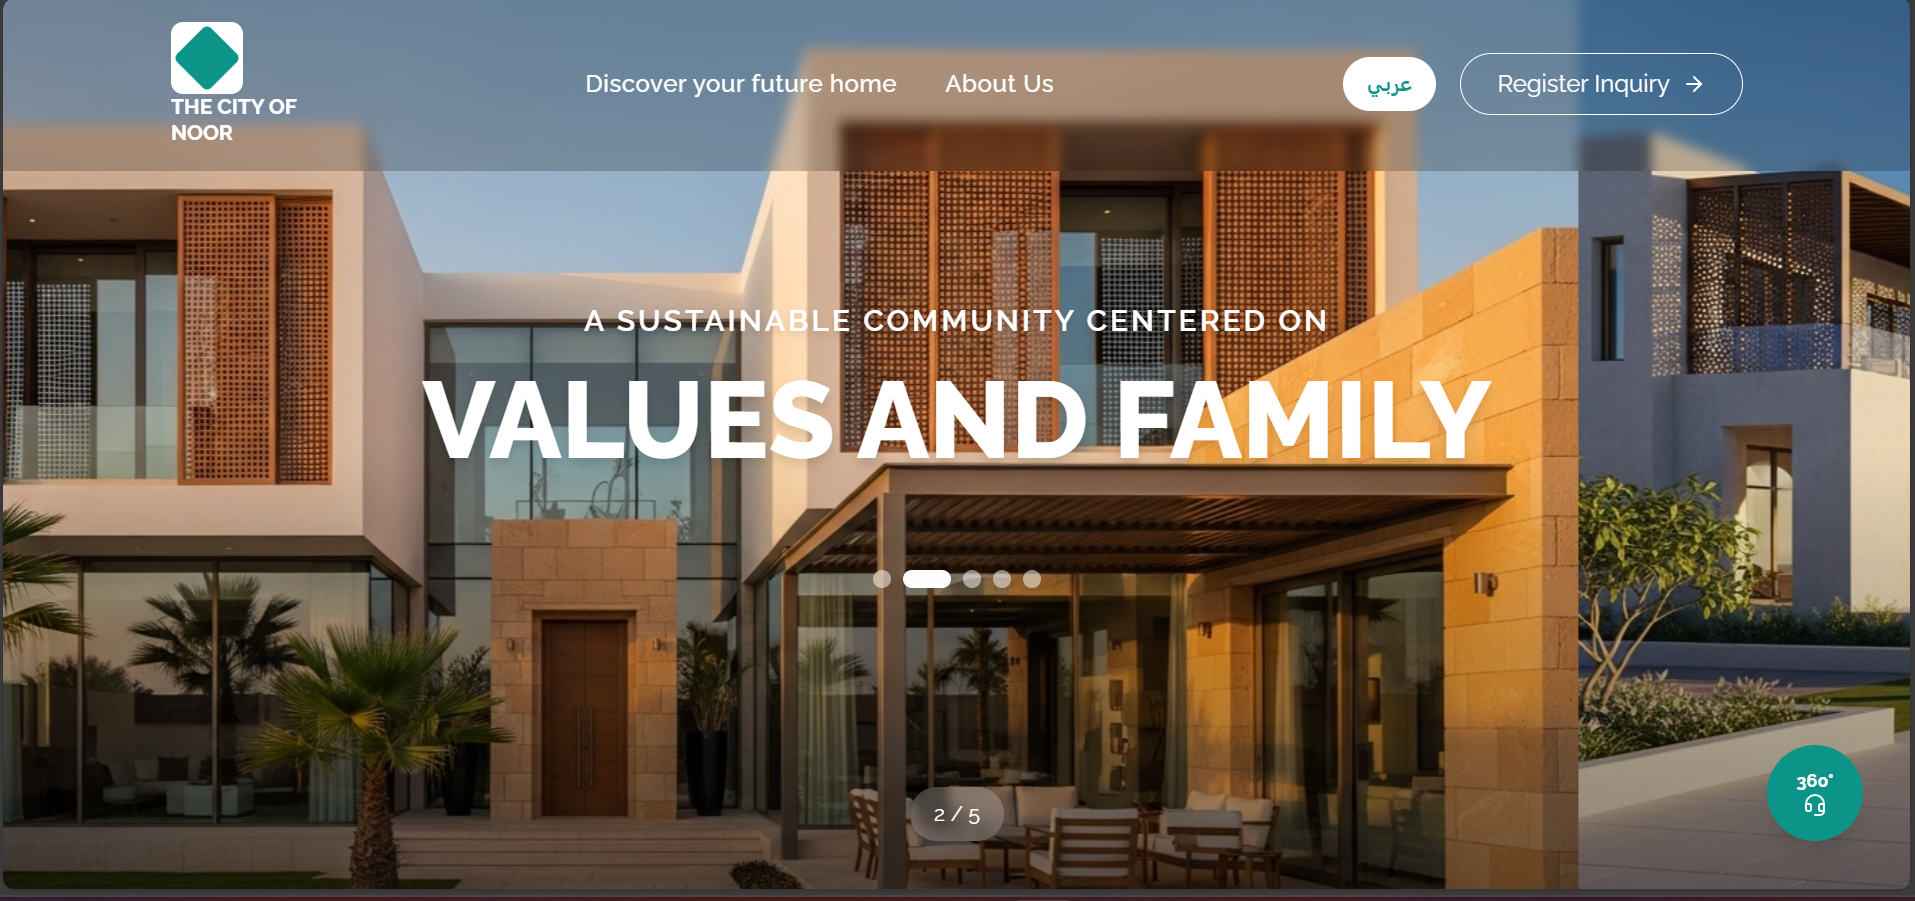 THE CITY OF
NOOR
Discover your future home
About Us
عربي
Register Inquiry
A SUSTAINABLE COMMUNITY CENTERED ON
VALUES AND FAMILY
2 / 5
360°